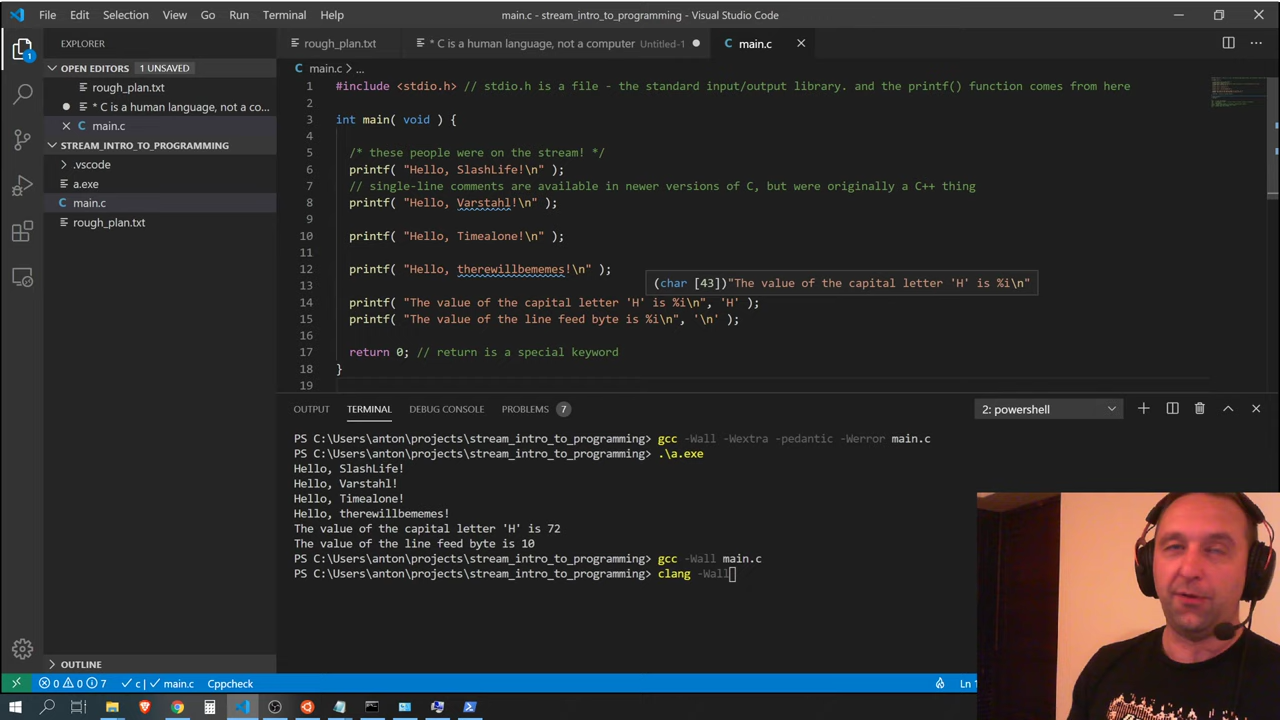 File Edit Selection View Go Run Terminal Help
main.c - stream_intro_to_programming - Visual Studio Code
EXPLORER
OPEN EDITORS 1 UNSAVED
rough_plan.txt
* C is a human language, not a co...
main.c
STREAM_INTRO_TO_PROGRAMMING
.vscode
a.exe
main.c
rough_plan.txt
OUTLINE
1
rough_plan.txt
* C is a human language, not a computer Untitled-1
C main.c
C main.c > ...
1 #include <stdio.h> // stdio.h is a file - the standard input/output library. and the printf() function comes from here
2
3 int main( void ) {
4
5 /* these people were on the stream! */
6 printf( "Hello, SlashLife!\n" );
7 // single-line comments are available in newer versions of C, but were originally a C++ thing
8 printf( "Hello, Varstahl!\n" );
9
10 printf( "Hello, Timealone!\n" );
11
12 printf( "Hello, therewillbememes!\n" );
13
(char [43])"The value of the capital letter 'H' is %i\n"
14 printf( "The value of the capital letter 'H' is %i\n", 'H' );
15 printf( "The value of the line feed byte is %i\n", '\n' );
16
17 return 0; // return is a special keyword
18 }
19
OUTPUT TERMINAL DEBUG CONSOLE PROBLEMS 7
2: powershell
PS C:\Users\anton\projects\stream_intro_to_programming> gcc -Wall -Wextra -pedantic -Werror main.c
PS C:\Users\anton\projects\stream_intro_to_programming> .\a.exe
Hello, SlashLife!
Hello, Varstahl!
Hello, Timealone!
Hello, therewillbememes!
The value of the capital letter 'H' is 72
The value of the line feed byte is 10
PS C:\Users\anton\projects\stream_intro_to_programming> gcc -Wall main.c
PS C:\Users\anton\projects\stream_intro_to_programming> clang -Wall
0 0 7 c | main.c Cppcheck
Ln 1